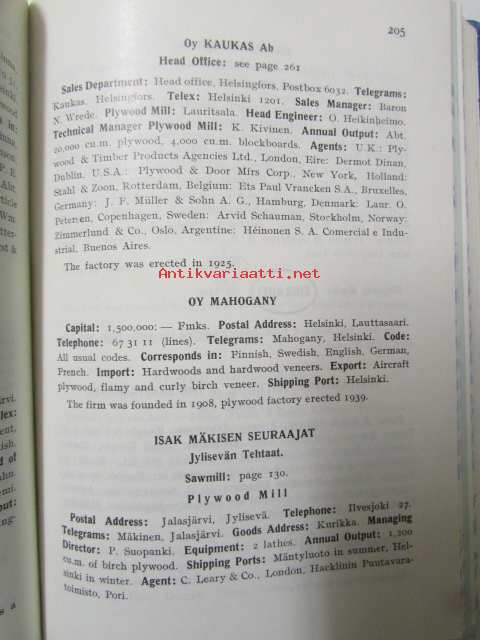 205
Oy KAUKAS Ab
Head Office: see page 261
Sales Department: Head office, Helsingfors, Postbox 6032. Telegrams:
Kaukas, Helsingfors. Telex: Helsinki 1201. Sales Manager: Baron
N. Wrede. Plywood Mill: Lauritsala. Head Engineer: O. Heikinheimo.
Technical Manager Plywood Mill: K. Kivinen. Annual Output: Abt.
20,000 cu.m. plywood, 4,000 cu.m. blockboards. Agents: U.K.: Ply-
wood & Timber Products Agencies Ltd., London, Eire: Dermot Dinan,
Dublin. U.S.A.: Plywood & Door Mfrs Corp., New York, Holland:
Stahl & Zoon, Rotterdam, Belgium: Ets Paul Vrancken S.A., Bruxelles,
Germany: J. F. Müller & Sohn A. G., Hamburg, Denmark: Laur. O.
Petersen, Copenhagen, Sweden: Arvid Schauman, Stockholm, Norway:
Zimmerlund & Co., Oslo, Argentine: Héinonen S. A. Comercial e Indu-
strial, Buenos Aires.
The factory was erected in 1925.
Antikvariaatti.net
OY MAHOGANY
Capital: 1,500,000:— Fmks. Postal Address: Helsinki, Lauttasaari.
Telephone: 67 31 11 (lines). Telegrams: Mahogany, Helsinki. Code:
All usual codes. Corresponds in: Finnish, Swedish, English, German,
French. Import: Hardwoods and hardwood veneers. Export: Aircraft
plywood, flamy and curly birch veneer. Shipping Port: Helsinki.
The firm was founded in 1908, plywood factory erected 1939.
ISAK MÄKISEN SEURAAJAT
Jylisevän Tehtaat.
Sawmill: page 130.
Plywood Mill
Postal Address: Jalasjärvi, Jylisevä. Telephone: Ilvesjoki 27.
Telegrams: Mäkinen, Jalasjärvi. Goods Address: Kurikka. Managing
Director: P. Suopanki. Equipment: 2 lathes. Annual Output: 1,200
cu.m. of birch plywood. Shipping Ports: Mäntyluoto in summer, Hel-
sinki in winter. Agent: C. Leary & Co., London, Hacklinin Puutavara-
toimisto, Pori.